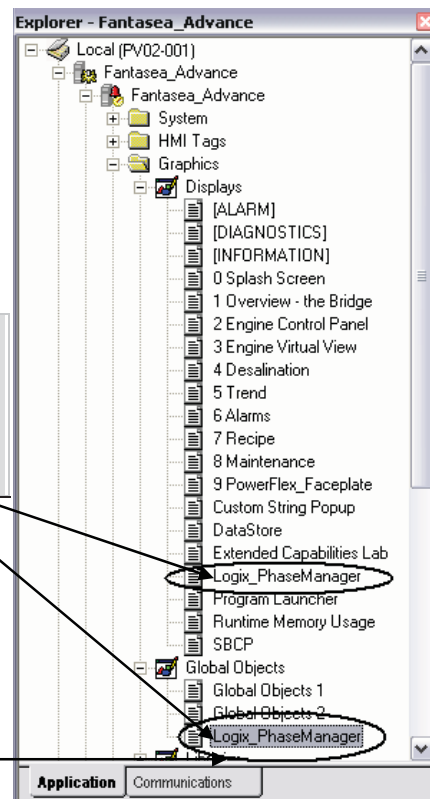 Explorer - Fantasea_Advance
Local (PV02-001)
Fantasea_Advance
Fantasea_Advance
System
HMI Tags
Graphics
Displays
[ALARM]
[DIAGNOSTICS]
[INFORMATION]
0 Splash Screen
1 Overview - the Bridge
2 Engine Control Panel
3 Engine Virtual View
4 Desalination
5 Trend
6 Alarms
7 Recipe
8 Maintenance
9 PowerFlex_Faceplate
Custom String Popup
DataStore
Extended Capabilities Lab
Logix_PhaseManager
Program Launcher
Runtime Memory Usage
SBCP
Global Objects
Global Objects 1
Global Objects 2
Logix_PhaseManager
Application Communications